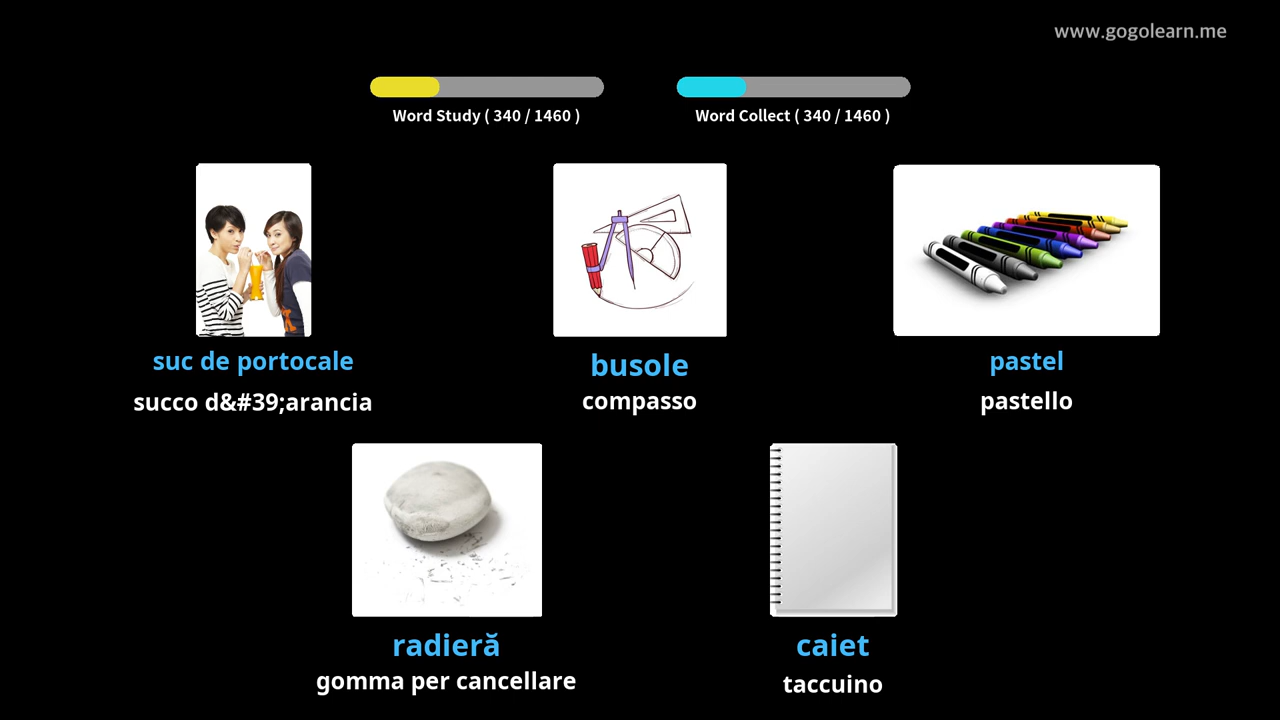 www.gogolearn.me
Word Study ( 340 / 1460 )
Word Collect ( 340 / 1460 )
suc de portocale
succo d&#39;arancia
busole
compasso
pastel
pastello
radieră
gomma per cancellare
caiet
taccuino